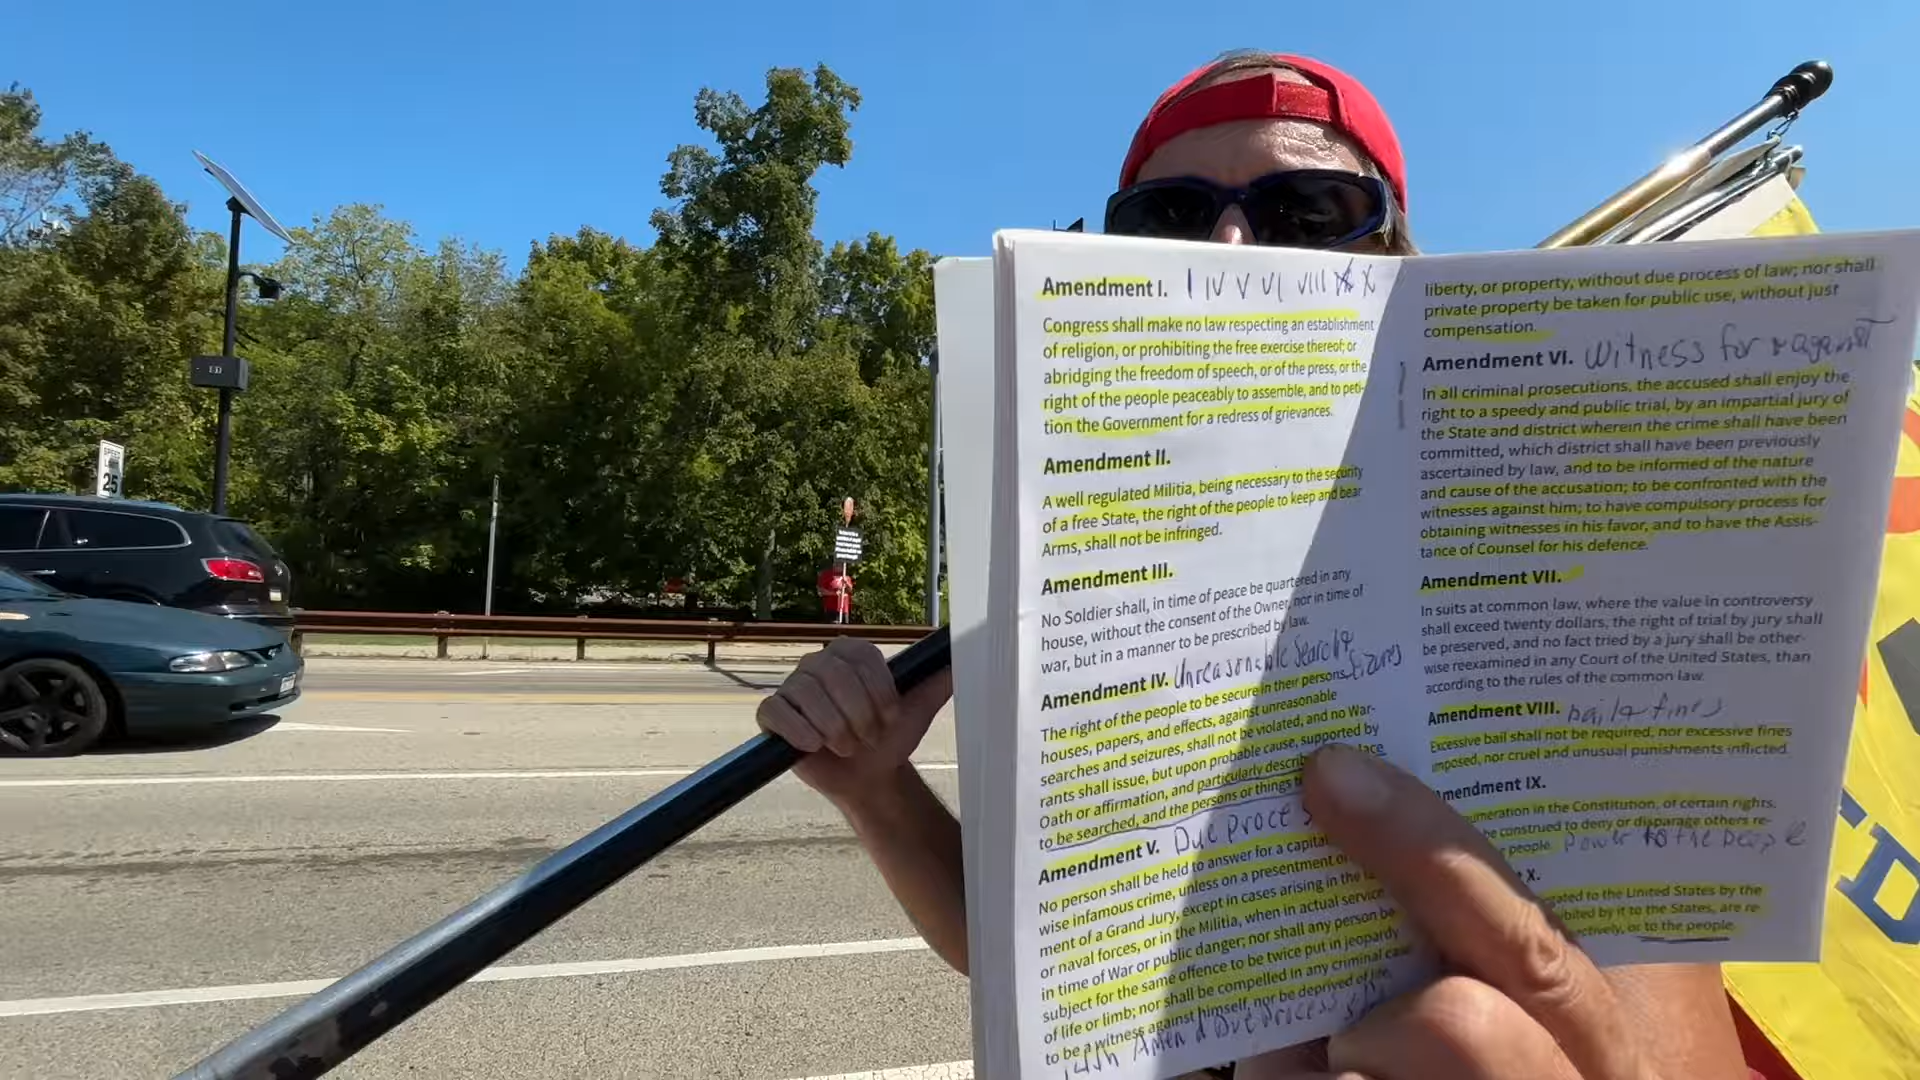 SPEED
LIMIT
25
Amendment I. I IV V VI VIII IX X
Congress shall make no law respecting an establishment
of religion, or prohibiting the free exercise thereof; or
abridging the freedom of speech, or of the press, or the
right of the people peaceably to assemble, and to peti-
tion the Government for a redress of grievances.
Amendment II.
A well regulated Militia, being necessary to the security
of a free State, the right of the people to keep and bear
Arms, shall not be infringed.
Amendment III.
No Soldier shall, in time of peace be quartered in any
house, without the consent of the Owner, nor in time of
war, but in a manner to be prescribed by law.
Amendment IV. Unreasonable Search & Seizures
The right of the people to be secure in their persons,
houses, papers, and effects, against unreasonable
searches and seizures, shall not be violated, and no War-
rants shall issue, but upon probable cause, supported by
Oath or affirmation, and particularly describ lace
to be searched, and the persons or things t
Amendment V. Due Proces
No person shall be held to answer for a capita
wise infamous crime, unless on a presentment o
ment of a Grand Jury, except in cases arising in the
or naval forces, or in the Militia, when in actual service
in time of War or public danger; nor shall any person be
subject for the same offence to be twice put in jeopardy
of life or limb; nor shall be compelled in any criminal cas
to be a witness against himself, nor be deprived of life,
14th Amend Due Process
liberty, or property, without due process of law; nor shall
private property be taken for public use, without just
compensation.
Amendment VI. Witness for & against
In all criminal prosecutions, the accused shall enjoy the
right to a speedy and public trial, by an impartial jury of
the State and district wherein the crime shall have been
committed, which district shall have been previously
ascertained by law, and to be informed of the nature
and cause of the accusation; to be confronted with the
witnesses against him; to have compulsory process for
obtaining witnesses in his favor, and to have the Assis-
tance of Counsel for his defence.
Amendment VII.
In suits at common law, where the value in controversy
shall exceed twenty dollars, the right of trial by jury shall
be preserved, and no fact tried by a jury shall be other-
wise reexamined in any Court of the United States, than
according to the rules of the common law.
Amendment VIII. bail & fines
Excessive bail shall not be required, nor excessive fines
imposed, nor cruel and unusual punishments inflicted.
mendment IX.
umeration in the Constitution, of certain rights,
be construed to deny or disparage others re-
people. Power to the people
X.
gated to the United States by the
ibited by it to the States, are re-
ectively, or to the people.
D